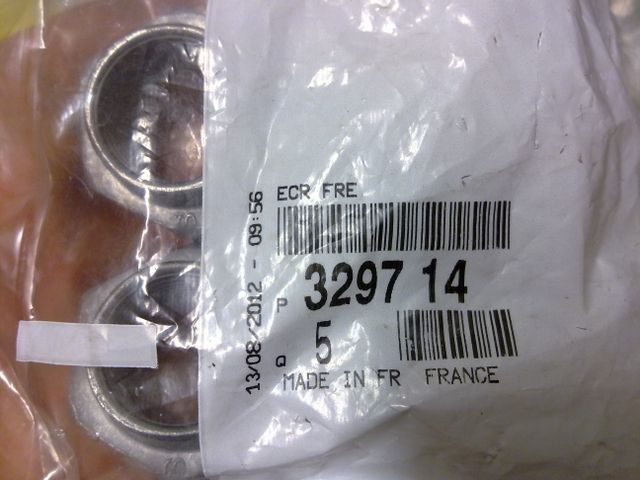 ECR FRE
P 3297 14
Q 5
MADE IN FR FRANCE
13/08/2012 - 09:56